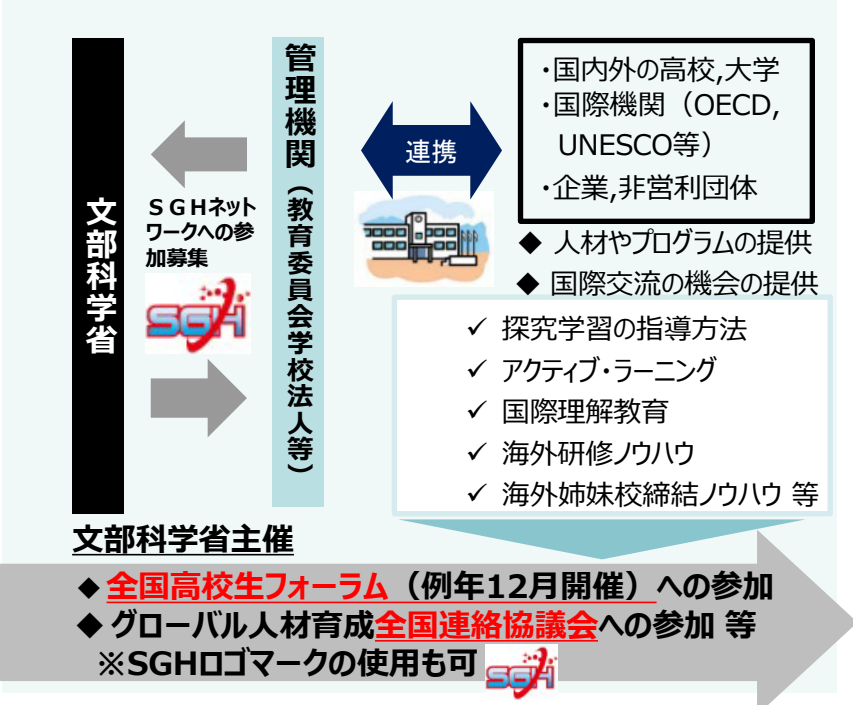 文部科学省
SGHネット
ワークへの参
加募集
SGH
管理機関（教育委員会学校法人等）
連携
・国内外の高校,大学
・国際機関（OECD,
UNESCO等）
・企業,非営利団体
◆ 人材やプログラムの提供
◆ 国際交流の機会の提供
✓ 探究学習の指導方法
✓ アクティブ・ラーニング
✓ 国際理解教育
✓ 海外研修ノウハウ
✓ 海外姉妹校締結ノウハウ 等
文部科学省主催
◆全国高校生フォーラム（例年12月開催）への参加
◆グローバル人材育成全国連絡協議会への参加 等
※SGHロゴマークの使用も可
SGH